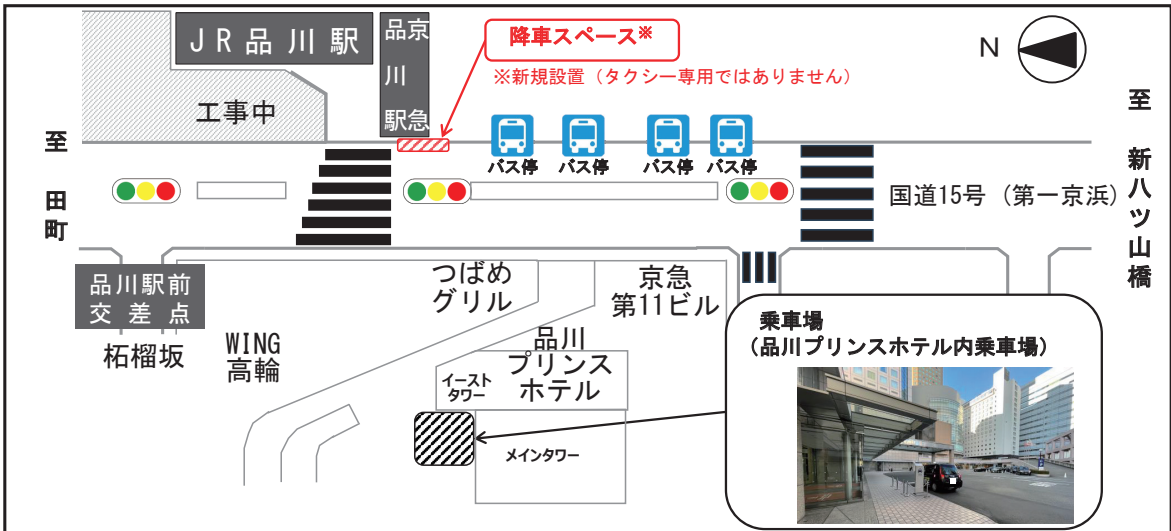 JR品川駅
京急
品川駅
降車スペース※
※新規設置（タクシー専用ではありません）
N
工事中
至 田町
至 新八ツ山橋
バス停
バス停
バス停
バス停
国道15号（第一京浜）
品川駅前
交差点
柘榴坂
WING
高輪
つばめ
グリル
京急
第11ビル
品川
プリンス
ホテル
イースト
タワー
メインタワー
乗車場
（品川プリンスホテル内乗車場）